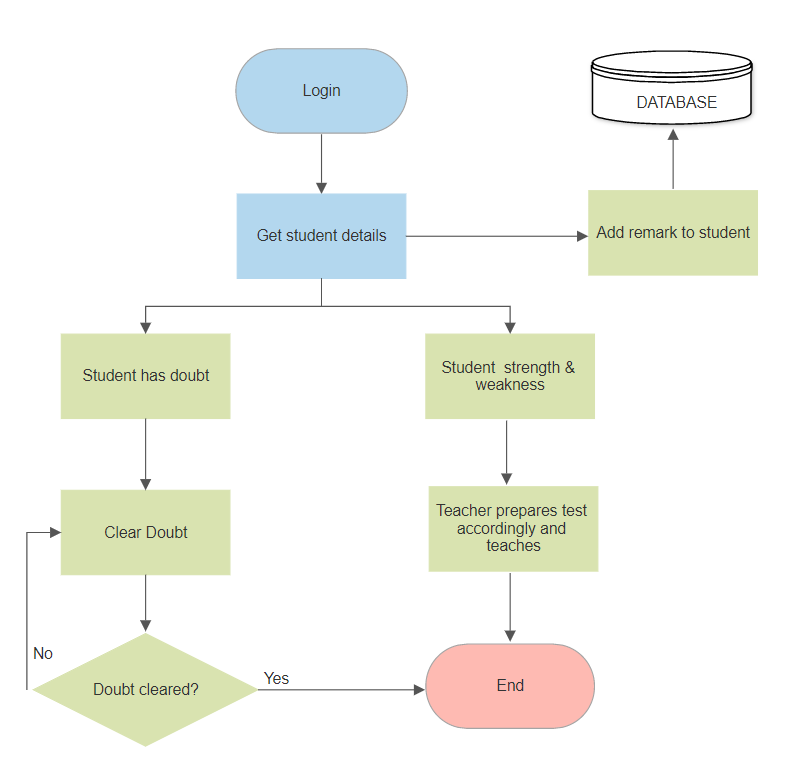 Login
DATABASE
Get student details
Add remark to student
Student has doubt
Student  strength &
weakness
Clear Doubt
Teacher prepares test
accordingly and
teaches
No
Doubt cleared?
Yes
End